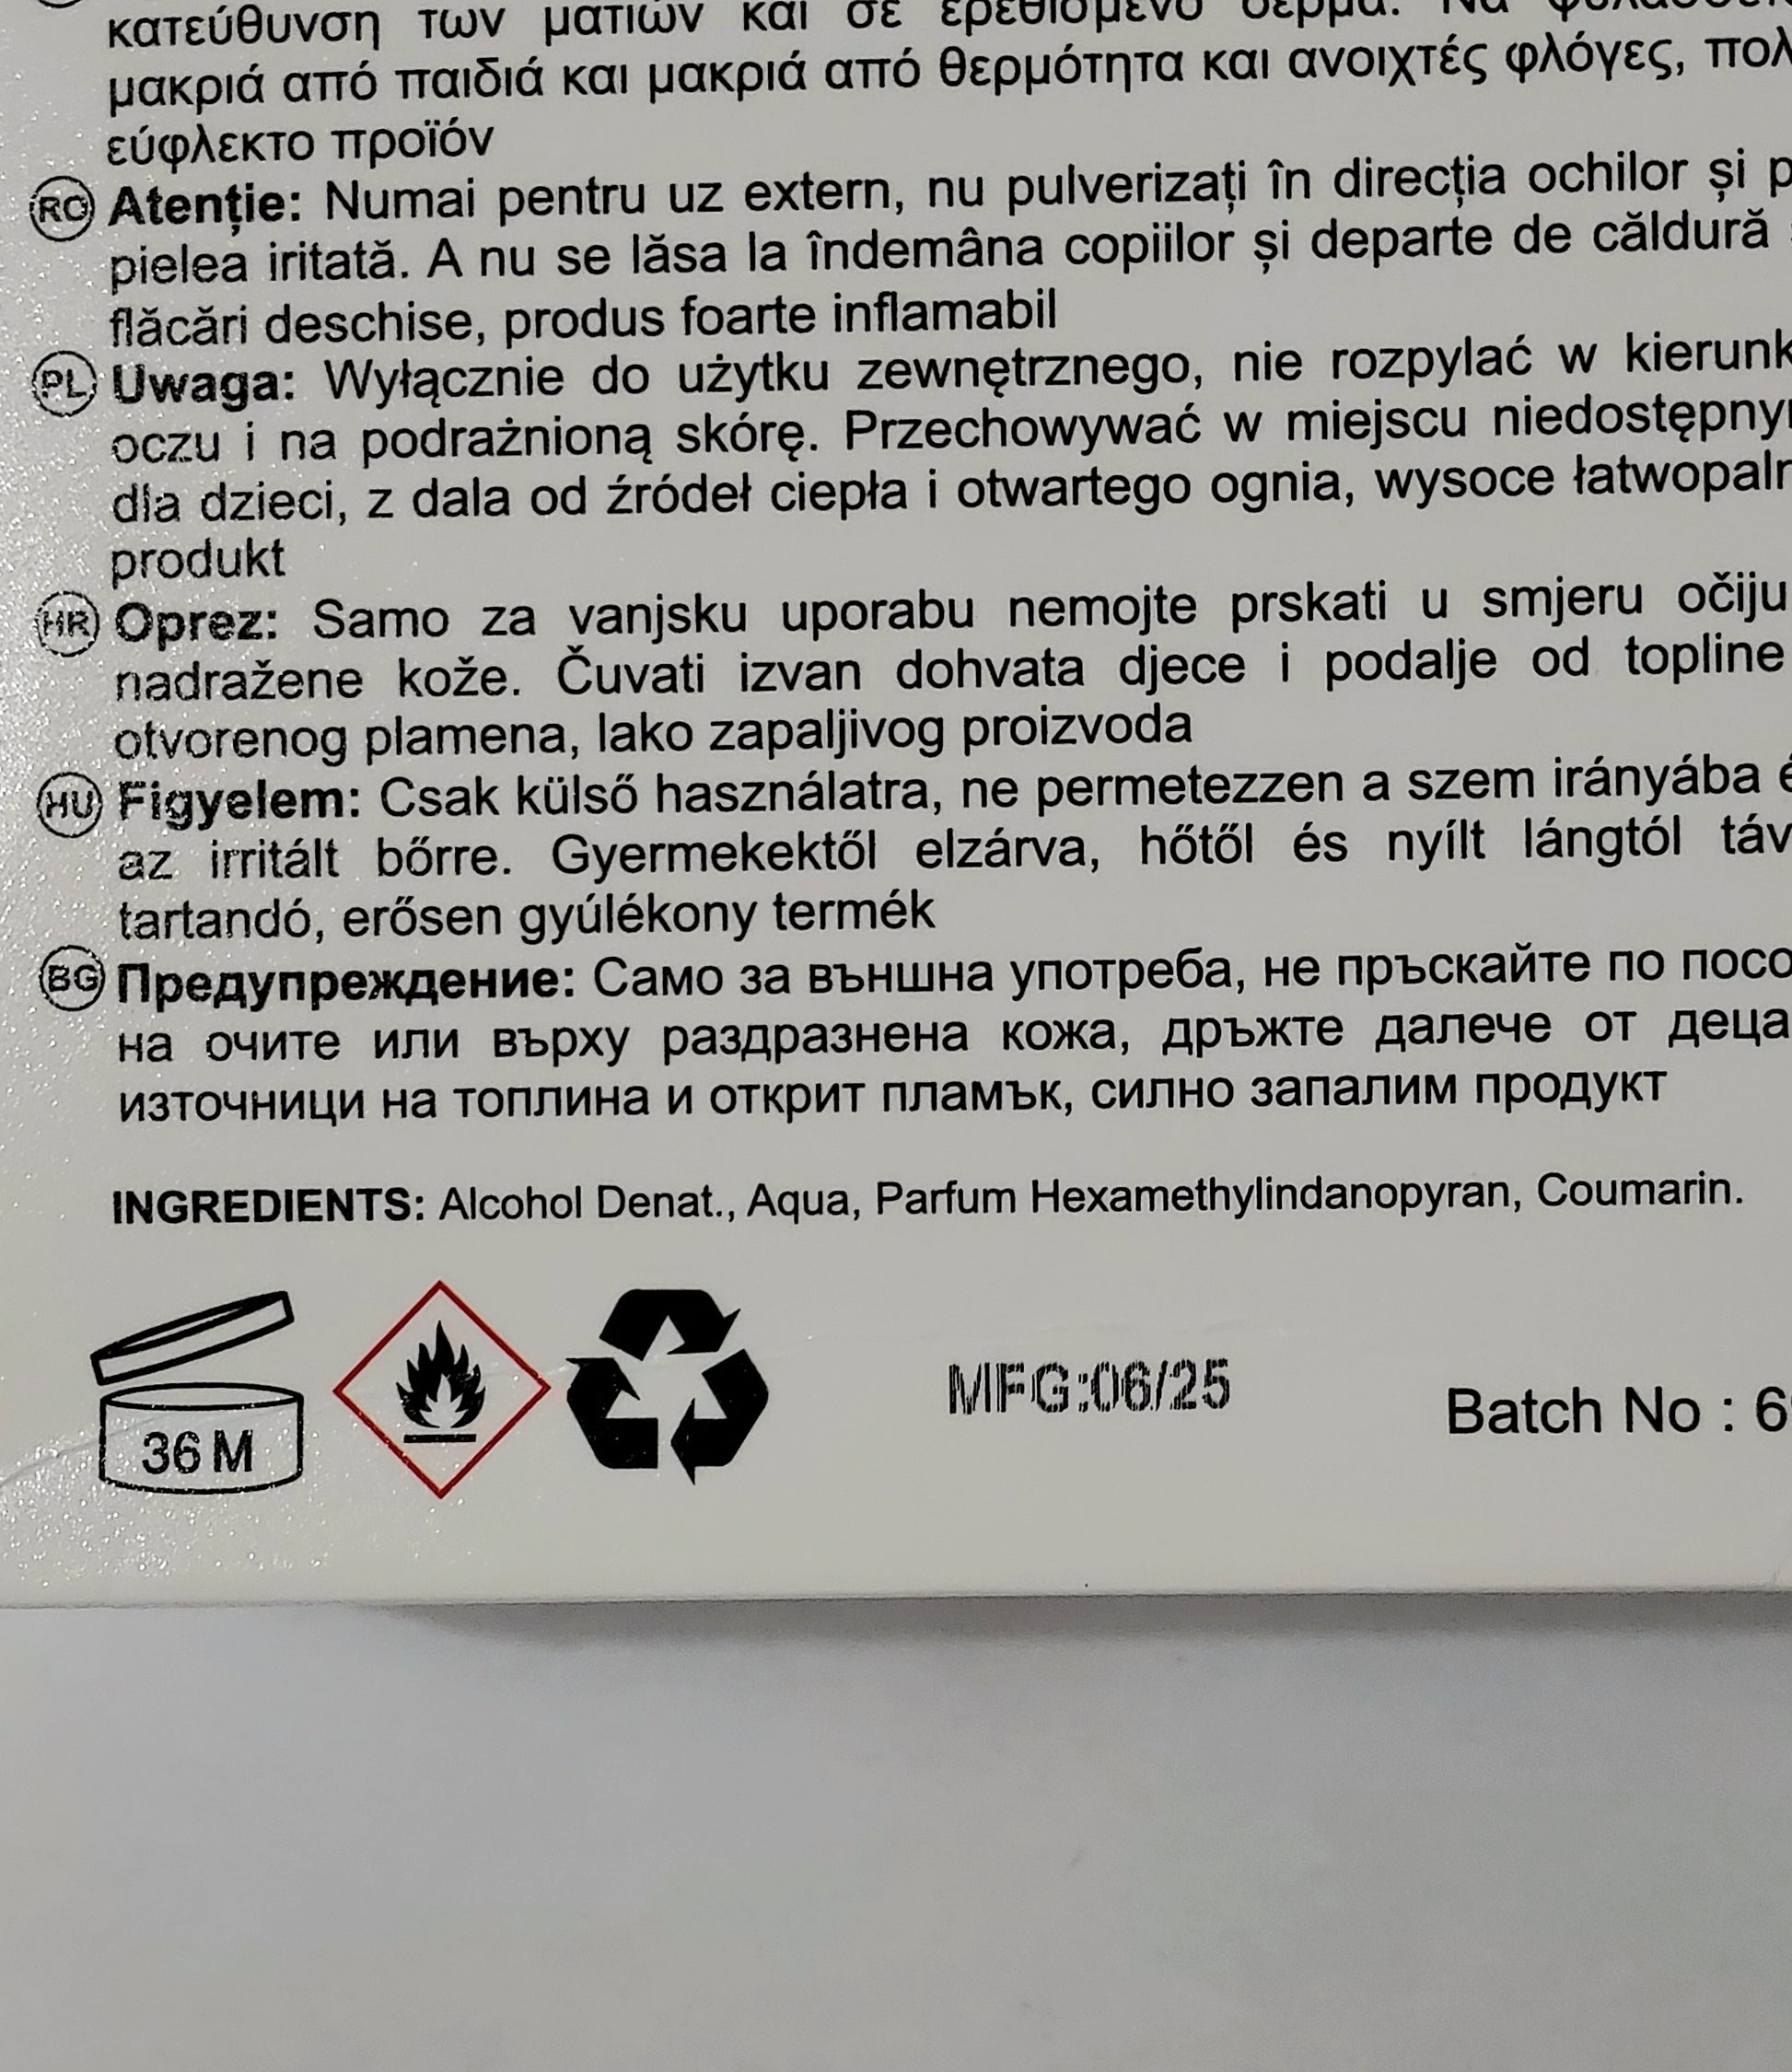 κατεύθυνση των ματιών και σε ερεθισμένο δέρμα. Να
μακριά από παιδιά και μακριά από θερμότητα και ανοιχτές φλόγες,
εύφλεκτο προϊόν
RO Atenție: Numai pentru uz extern, nu pulverizați în direcția ochilor și
pielea iritată. A nu se lăsa la îndemâna copiilor și departe de căldură
flăcări deschise, produs foarte inflamabil
PL Uwaga: Wyłącznie do użytku zewnętrznego, nie rozpylać w
oczu i na podrażnioną skórę. Przechowywać w miejscu
dla dzieci, z dala od źródeł ciepła i otwartego ognia, wysoce
produkt
HR Oprez: Samo za vanjsku uporabu nemojte prskati u smjeru očiju
nadražene kože. Čuvati izvan dohvata djece i podalje od topline
otvorenog plamena, lako zapaljivog proizvoda
HU Figyelem: Csak külső használatra, ne permetezzen a szem irányába
az irritált bőrre. Gyermekektől elzárva, hőtől és nyílt lángtól
tartandó, erősen gyúlékony termék
BG Предупреждение: Само за външна употреба, не пръскайте по
на очите или върху раздразнена кожа, дръжте далече от деца
източници на топлина и открит пламък, силно запалим продукт
INGREDIENTS: Alcohol Denat., Aqua, Parfum Hexamethylindanopyran, Coumarin.
36 M
MFG:06/25
Batch No : 6